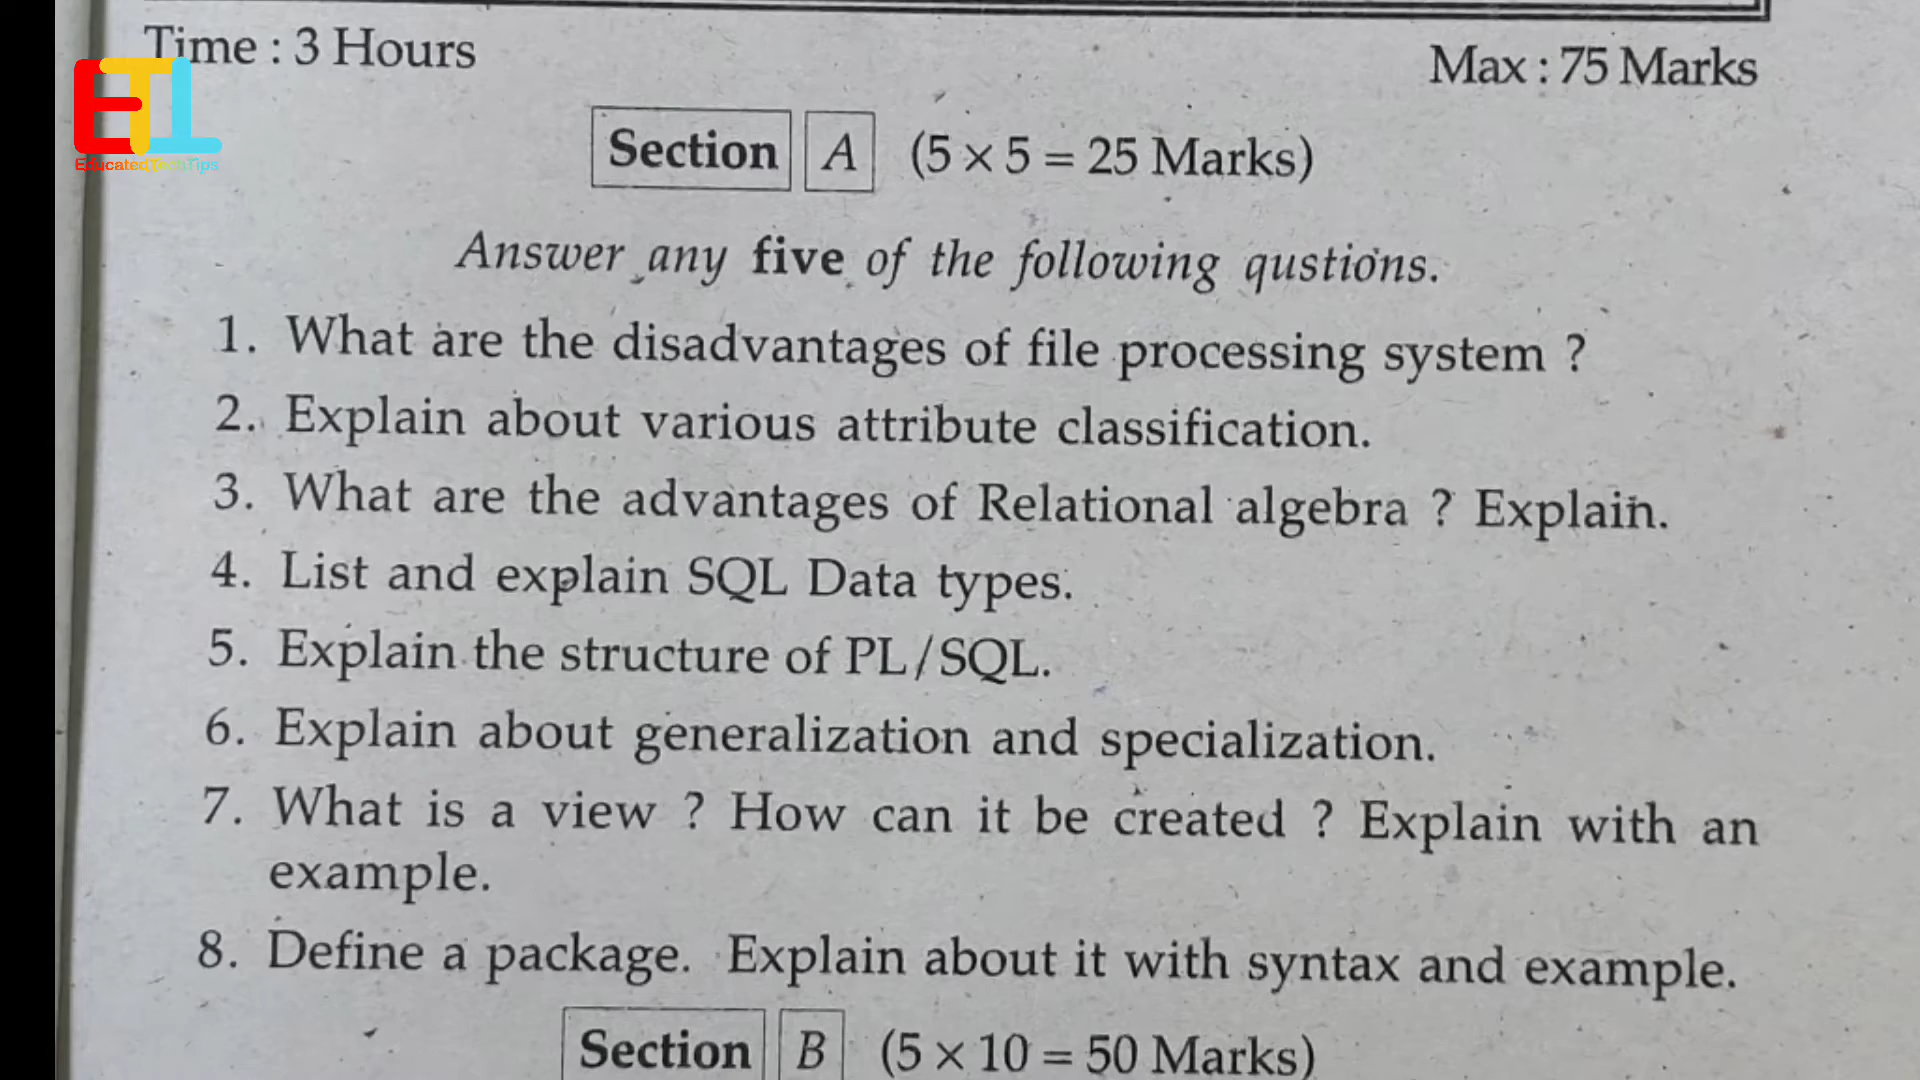 Time : 3 Hours
Max : 75 Marks
ETT
EducatedTechTips
Section A (5 × 5 = 25 Marks)
Answer any five of the following qustions.
1. What are the disadvantages of file processing system ?
2. Explain about various attribute classification.
3. What are the advantages of Relational algebra ? Explain.
4. List and explain SQL Data types.
5. Explain the structure of PL/SQL.
6. Explain about generalization and specialization.
7. What is a view ? How can it be created ? Explain with an
example.
8. Define a package. Explain about it with syntax and example.
Section B (5 × 10 = 50 Marks)